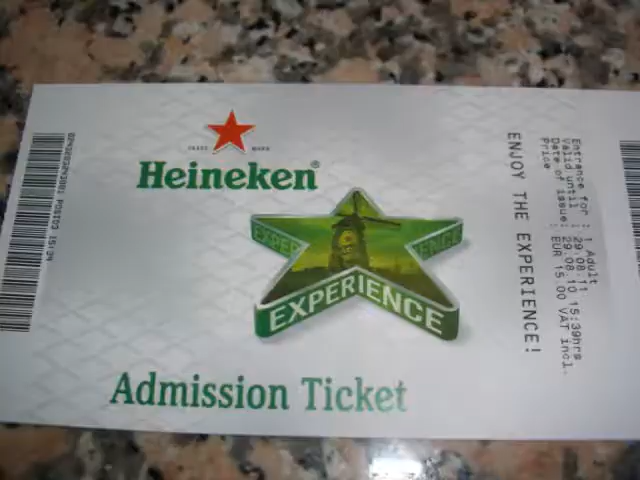 TRADE MARK
Heineken®
EXPERIENCE
EXPERIENCE
Admission Ticket
ENJOY THE EXPERIENCE!
Entrance for : 1 Adult
Valid until : 29.08.11
Date of issue: 29.08.10 15:39hrs
Price : EUR 15.00 VAT incl.